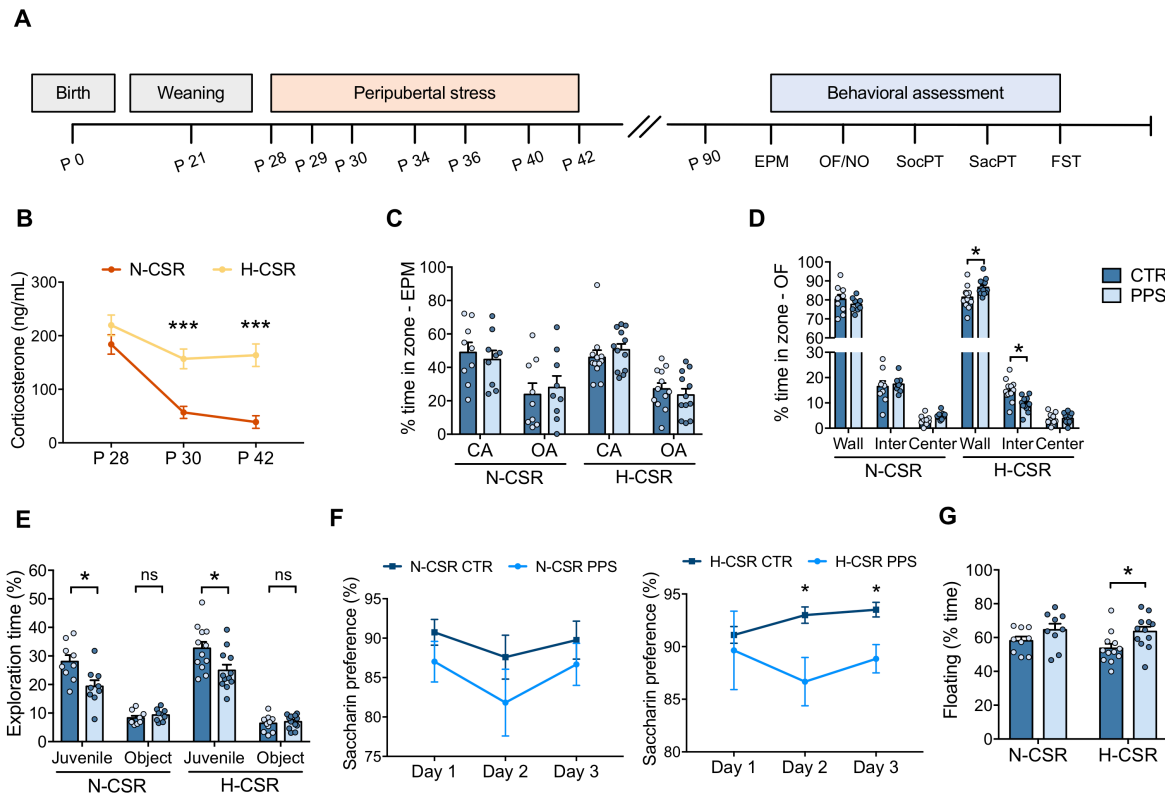 A
Birth
Weaning
Peripubertal stress
Behavioral assessment
P 0
P 21
P 28
P 29
P 30
P 34
P 36
P 40
P 42
P 90
EPM
OF/NO
SocPT
SacPT
FST
B
N-CSR
H-CSR
Corticosterone (ng/mL)
300
200
100
0
***
***
P 28
P 30
P 42
C
% time in zone - EPM
100
80
60
40
20
0
CA
OA
CA
OA
N-CSR
H-CSR
D
% time in zone - OF
100
90
80
70
60
30
20
10
0
*
*
Wall
Inter
Center
Wall
Inter
Center
N-CSR
H-CSR
CTR
PPS
E
Exploration time (%)
60
50
40
30
20
10
0
*
ns
*
ns
Juvenile
Object
Juvenile
Object
N-CSR
H-CSR
F
N-CSR CTR
N-CSR PPS
Saccharin preference (%)
95
90
85
80
75
Day 1
Day 2
Day 3
H-CSR CTR
H-CSR PPS
Saccharin preference (%)
95
90
85
80
*
*
Day 1
Day 2
Day 3
G
Floating (% time)
100
80
60
40
20
0
*
N-CSR
H-CSR